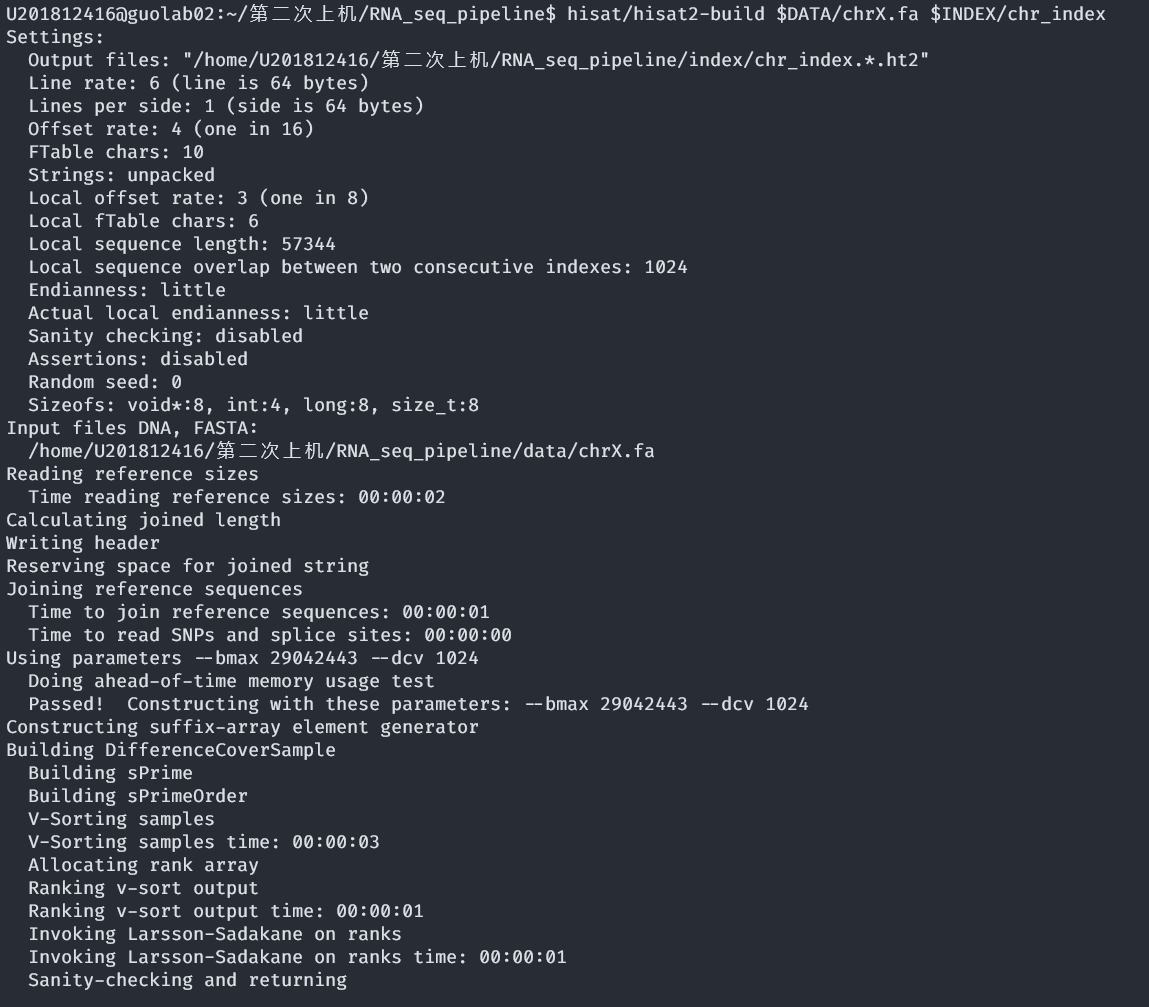 U201812416@guolab02:~/第二次上机/RNA_seq_pipeline$ hisat/hisat2-build $DATA/chrX.fa $INDEX/chr_index
Settings:
  Output files: "/home/U201812416/第二次上机/RNA_seq_pipeline/index/chr_index.*.ht2"
  Line rate: 6 (line is 64 bytes)
  Lines per side: 1 (side is 64 bytes)
  Offset rate: 4 (one in 16)
  FTable chars: 10
  Strings: unpacked
  Local offset rate: 3 (one in 8)
  Local fTable chars: 6
  Local sequence length: 57344
  Local sequence overlap between two consecutive indexes: 1024
  Endianness: little
  Actual local endianness: little
  Sanity checking: disabled
  Assertions: disabled
  Random seed: 0
  Sizeofs: void*:8, int:4, long:8, size_t:8
Input files DNA, FASTA:
  /home/U201812416/第二次上机/RNA_seq_pipeline/data/chrX.fa
Reading reference sizes
  Time reading reference sizes: 00:00:02
Calculating joined length
Writing header
Reserving space for joined string
Joining reference sequences
  Time to join reference sequences: 00:00:01
  Time to read SNPs and splice sites: 00:00:00
Using parameters --bmax 29042443 --dcv 1024
  Doing ahead-of-time memory usage test
  Passed!  Constructing with these parameters: --bmax 29042443 --dcv 1024
Constructing suffix-array element generator
Building DifferenceCoverSample
  Building sPrime
  Building sPrimeOrder
  V-Sorting samples
  V-Sorting samples time: 00:00:03
  Allocating rank array
  Ranking v-sort output
  Ranking v-sort output time: 00:00:01
  Invoking Larsson-Sadakane on ranks
  Invoking Larsson-Sadakane on ranks time: 00:00:01
  Sanity-checking and returning